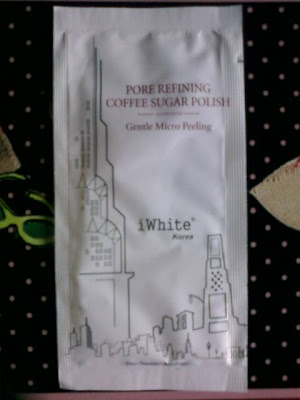 PORE REFINING
COFFEE SUGAR POLISH
Gentle Micro Peeling
iWhite
Korea